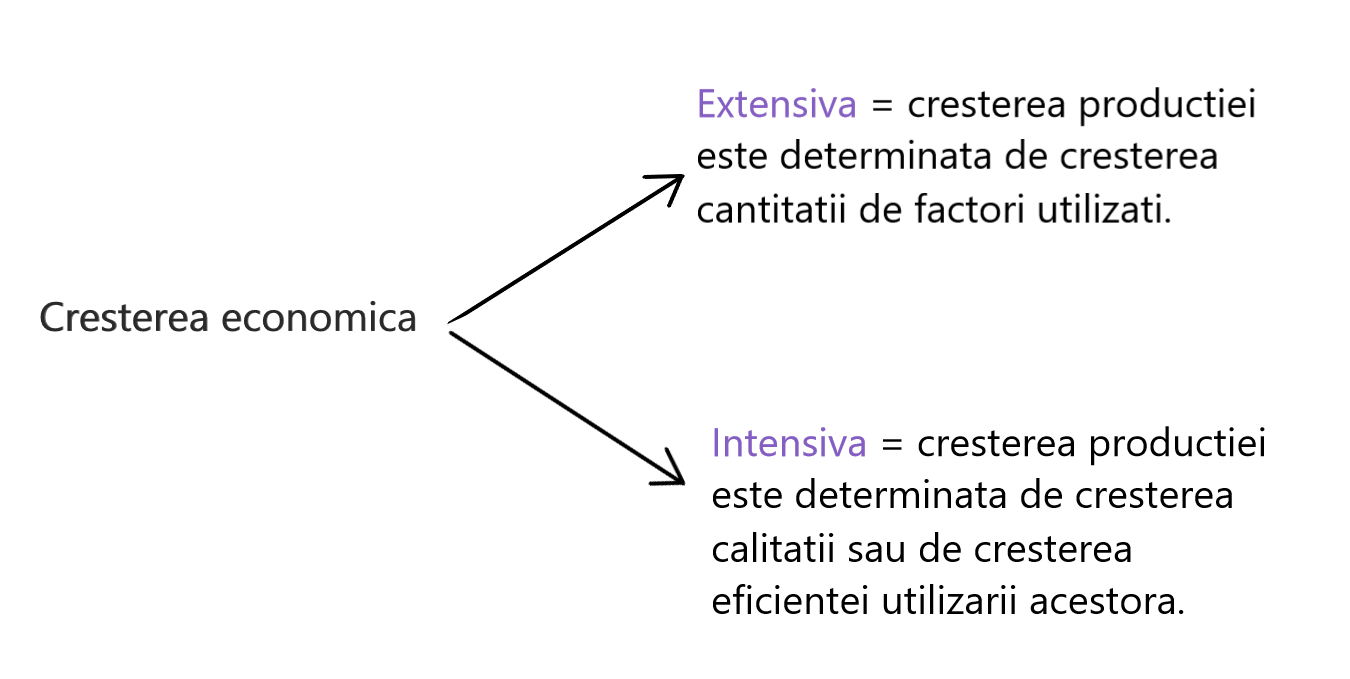 Extensiva = cresterea productiei
este determinata de cresterea
cantitatii de factori utilizati.
Cresterea economica
Intensiva = cresterea productiei
este determinata de cresterea
calitatii sau de cresterea
eficientei utilizarii acestora.